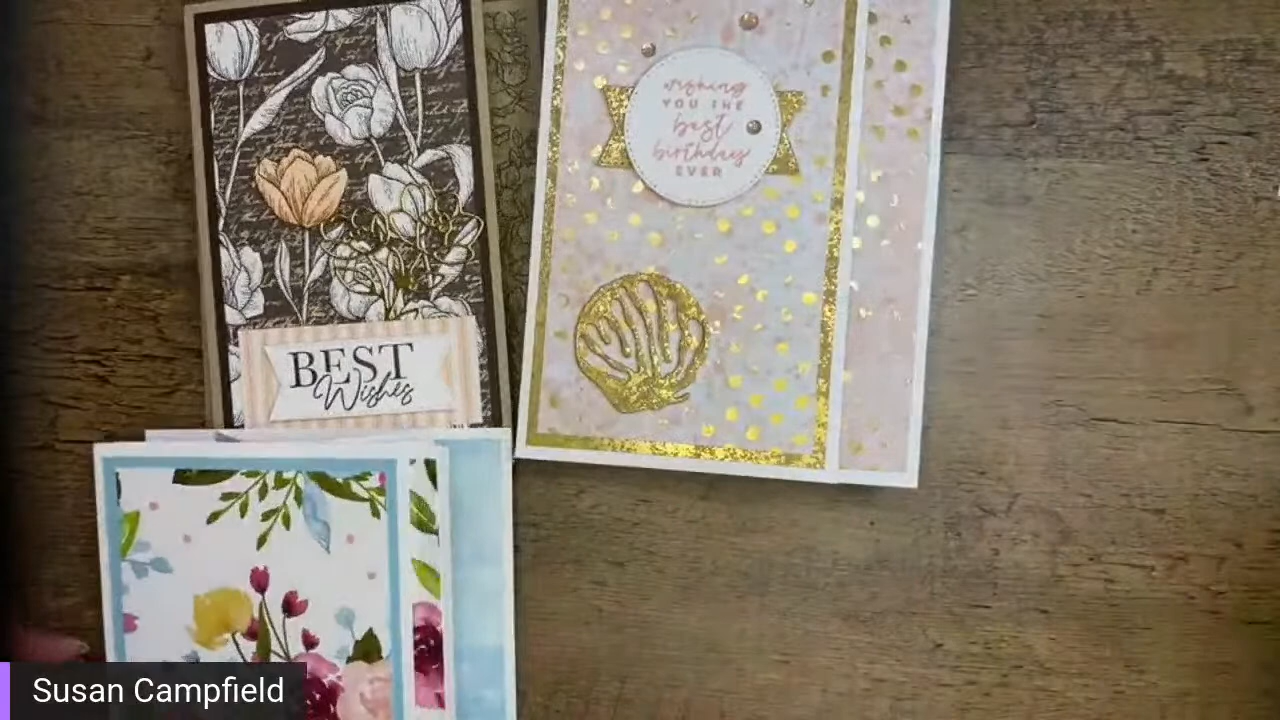 wishing
YOU THE
best
birthday
EVER
BEST
Wishes
Susan Campfield